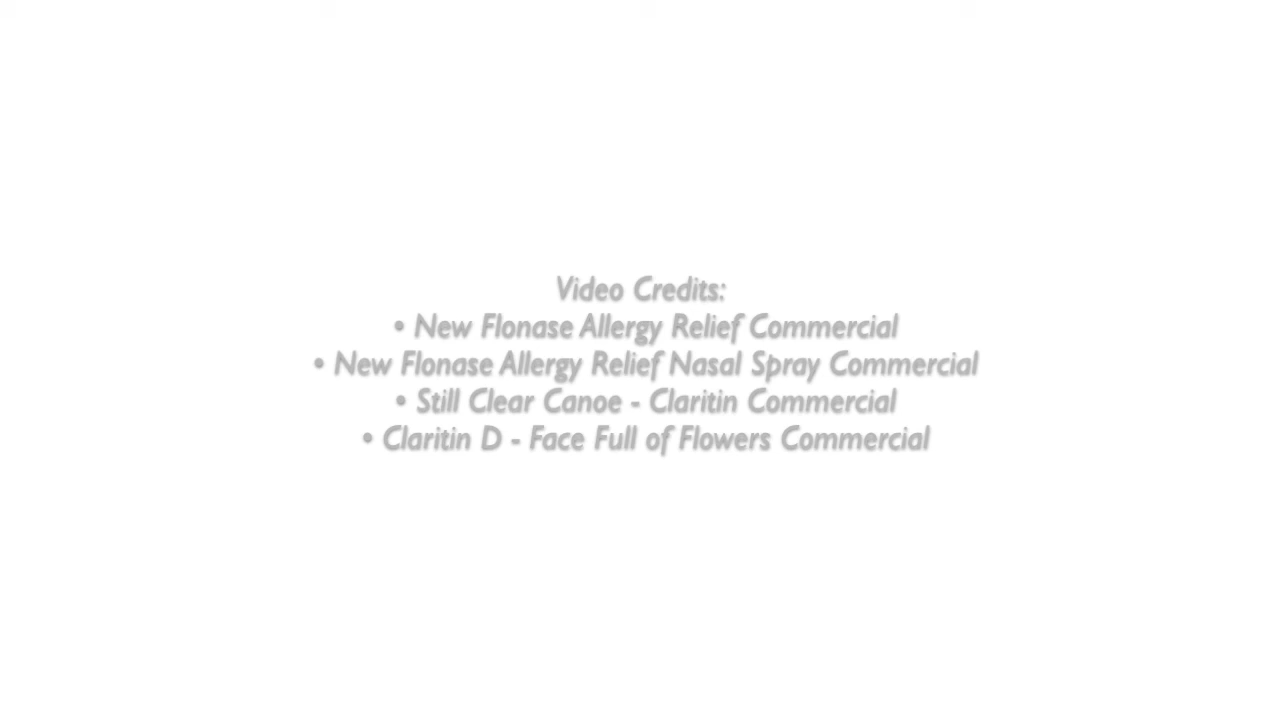 Video Credits:
• New Flonase Allergy Relief Commercial
• New Flonase Allergy Relief Nasal Spray Commercial
• Still Clear Canoe - Claritin Commercial
• Claritin D - Face Full of Flowers Commercial